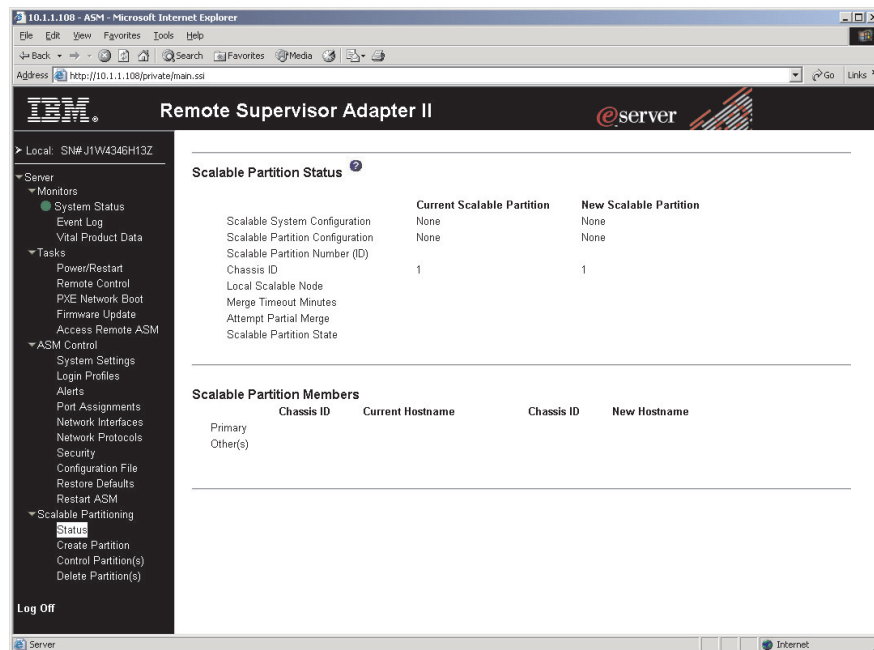 10.1.1.108 - ASM - Microsoft Internet Explorer
File Edit View Favorites Tools Help
Back Search Favorites Media
Address http://10.1.1.108/private/main.ssi Go Links
IBM. Remote Supervisor Adapter II eserver
Local: SN# J1W4346H13Z
Server
Monitors
System Status
Event Log
Vital Product Data
Tasks
Power/Restart
Remote Control
PXE Network Boot
Firmware Update
Access Remote ASM
ASM Control
System Settings
Login Profiles
Alerts
Port Assignments
Network Interfaces
Network Protocols
Security
Configuration File
Restore Defaults
Restart ASM
Scalable Partitioning
Status
Create Partition
Control Partition(s)
Delete Partition(s)
Log Off
Scalable Partition Status ?
Current Scalable Partition New Scalable Partition
Scalable System Configuration None None
Scalable Partition Configuration None None
Scalable Partition Number (ID)
Chassis ID 1 1
Local Scalable Node
Merge Timeout Minutes
Attempt Partial Merge
Scalable Partition State
Scalable Partition Members
Chassis ID Current Hostname Chassis ID New Hostname
Primary
Other(s)
Server Internet